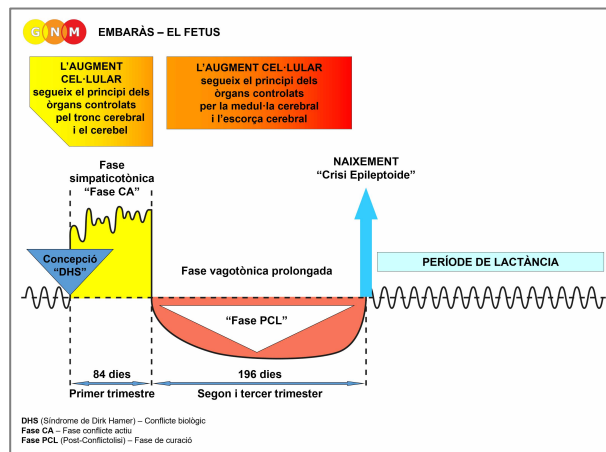 GNM
EMBARÀS – EL FETUS
L'AUGMENT
CEL·LULAR
segueix el principi dels
òrgans controlats
pel tronc cerebral
i el cerebel
L'AUGMENT CEL·LULAR
segueix el principi dels
òrgans controlats
per la medul·la cerebral
i l'escorça cerebral
Fase
simpaticotònica
“Fase CA”
NAIXEMENT
“Crisi Epileptoide”
Concepció
“DHS”
Fase vagotònica prolongada
PERÍODE DE LACTÀNCIA
“Fase PCL”
84 dies
196 dies
Primer trimestre
Segon i tercer trimester
DHS (Síndrome de Dirk Hamer) – Conflicte biològic
Fase CA – Fase conflicte actiu
Fase PCL (Post-Conflictolisi) – Fase de curació